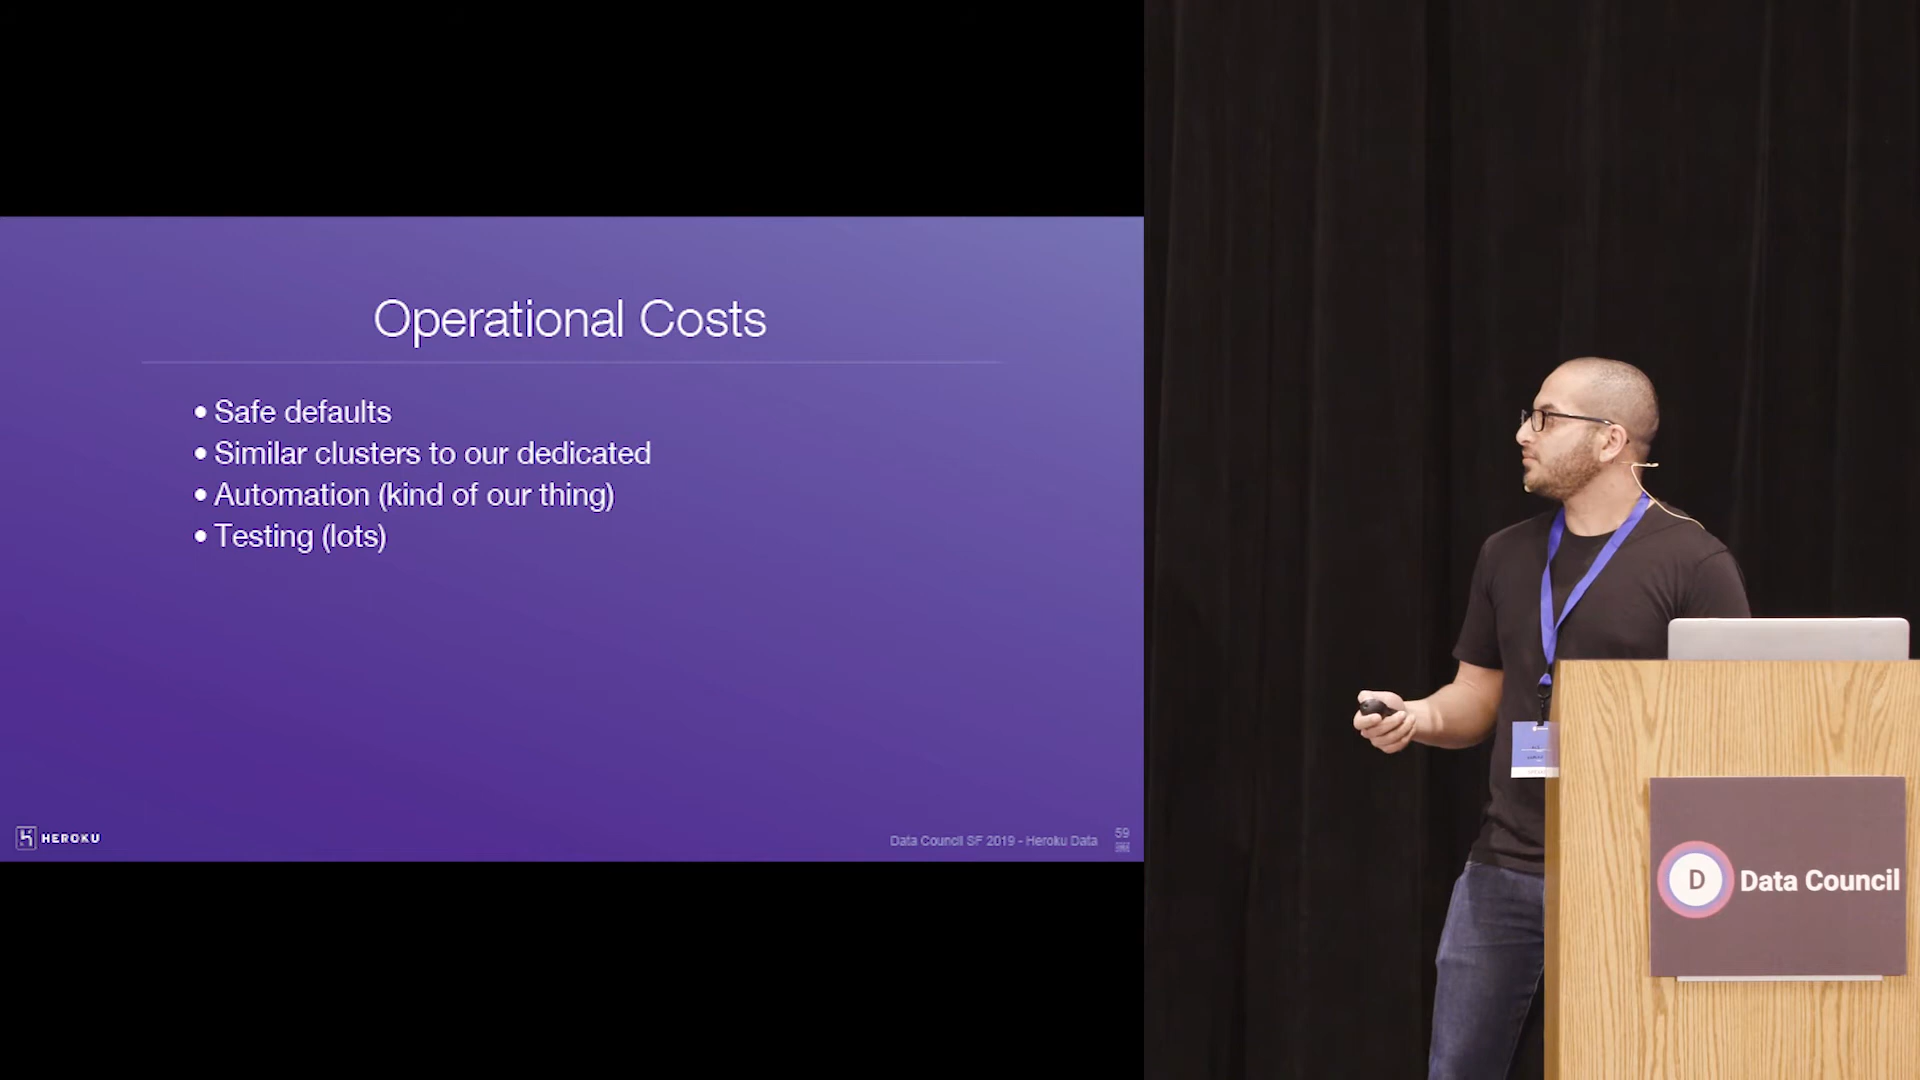 Operational Costs
• Safe defaults
• Similar clusters to our dedicated
• Automation (kind of our thing)
• Testing (lots)
HEROKU
Data Council SF 2019 - Heroku Data
59
D Data Council